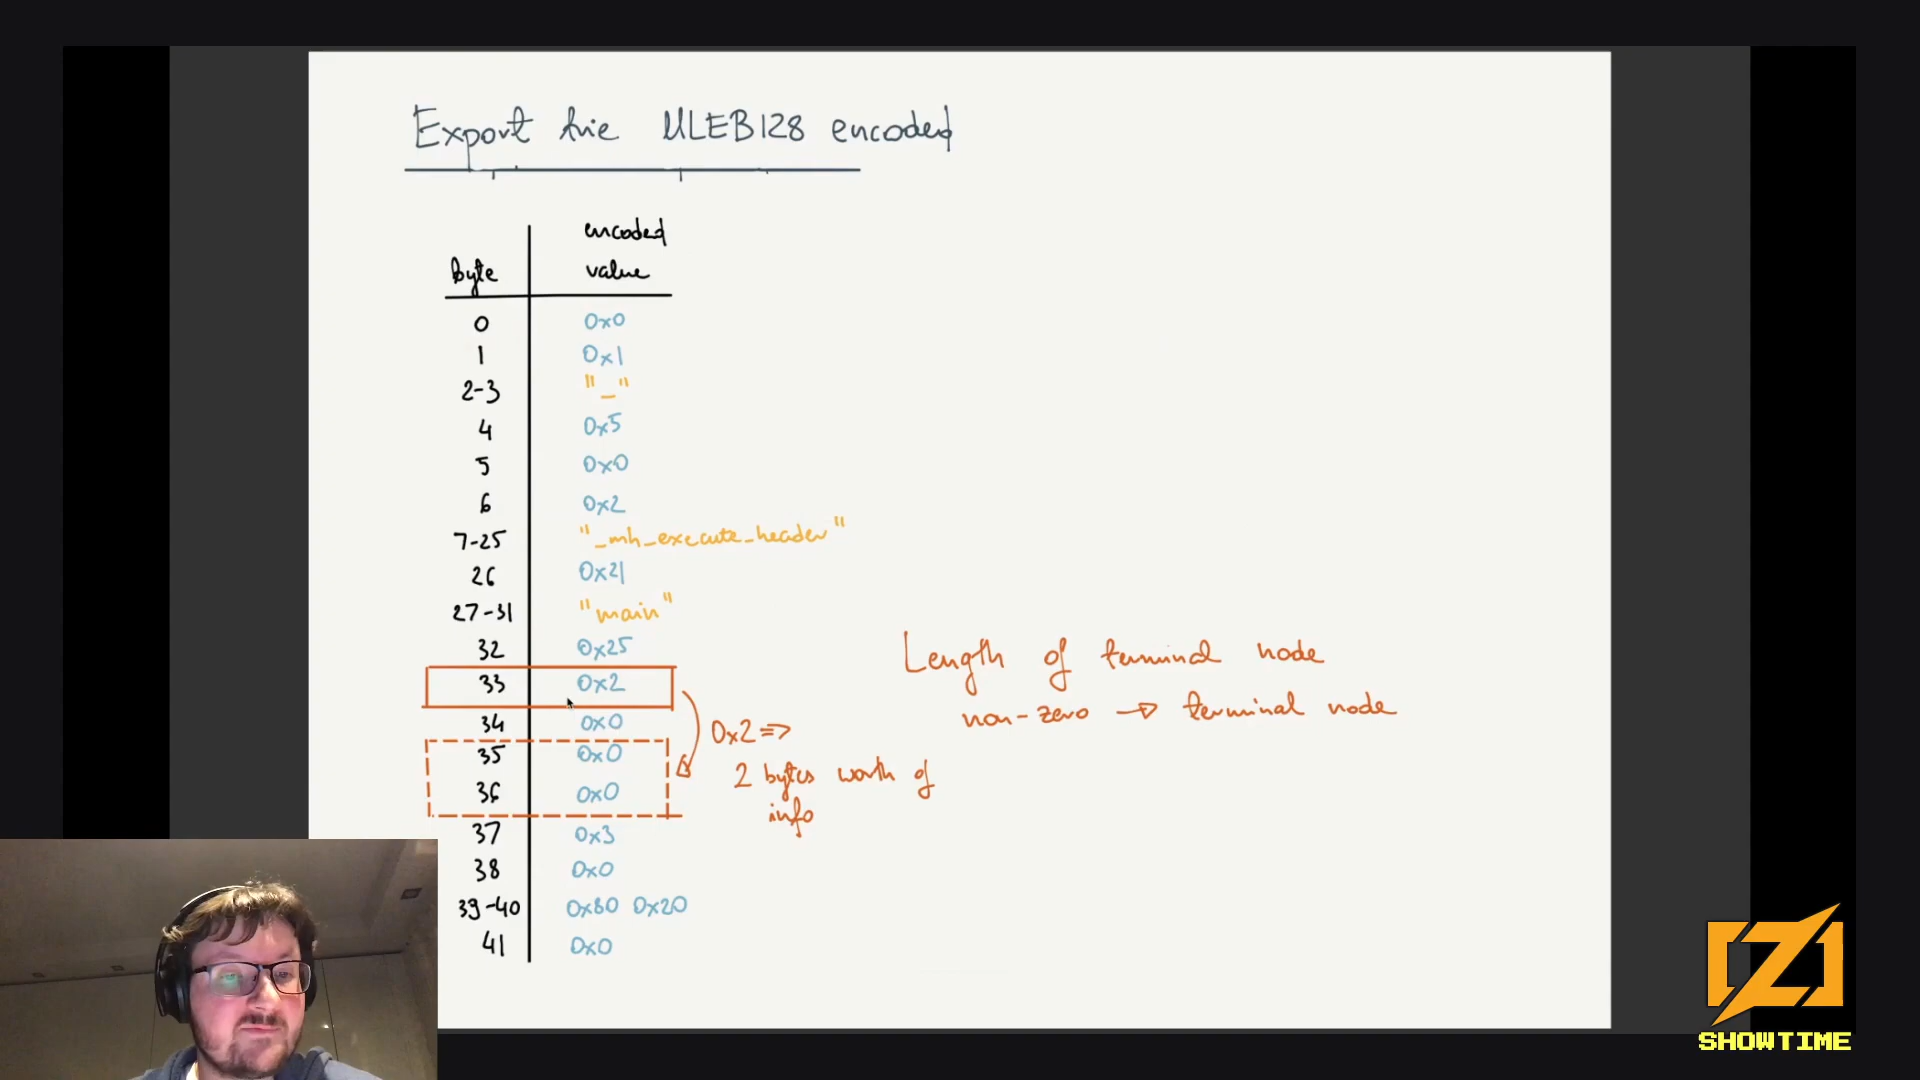 Export trie ULEB128 encoded
Byte encoded value
0 0x0
1 0x1
2-3 "_"
4 0x5
5 0x0
6 0x2
7-25 "_mh_execute_header"
26 0x21
27-31 "main"
32 0x25
33 0x2
34 0x0
35 0x0
36 0x0
37 0x3
38 0x0
39-40 0x80 0x20
41 0x0
Length of terminal node
non-zero → terminal node
0x2 =>
2 bytes worth of
info
SHOWTIME